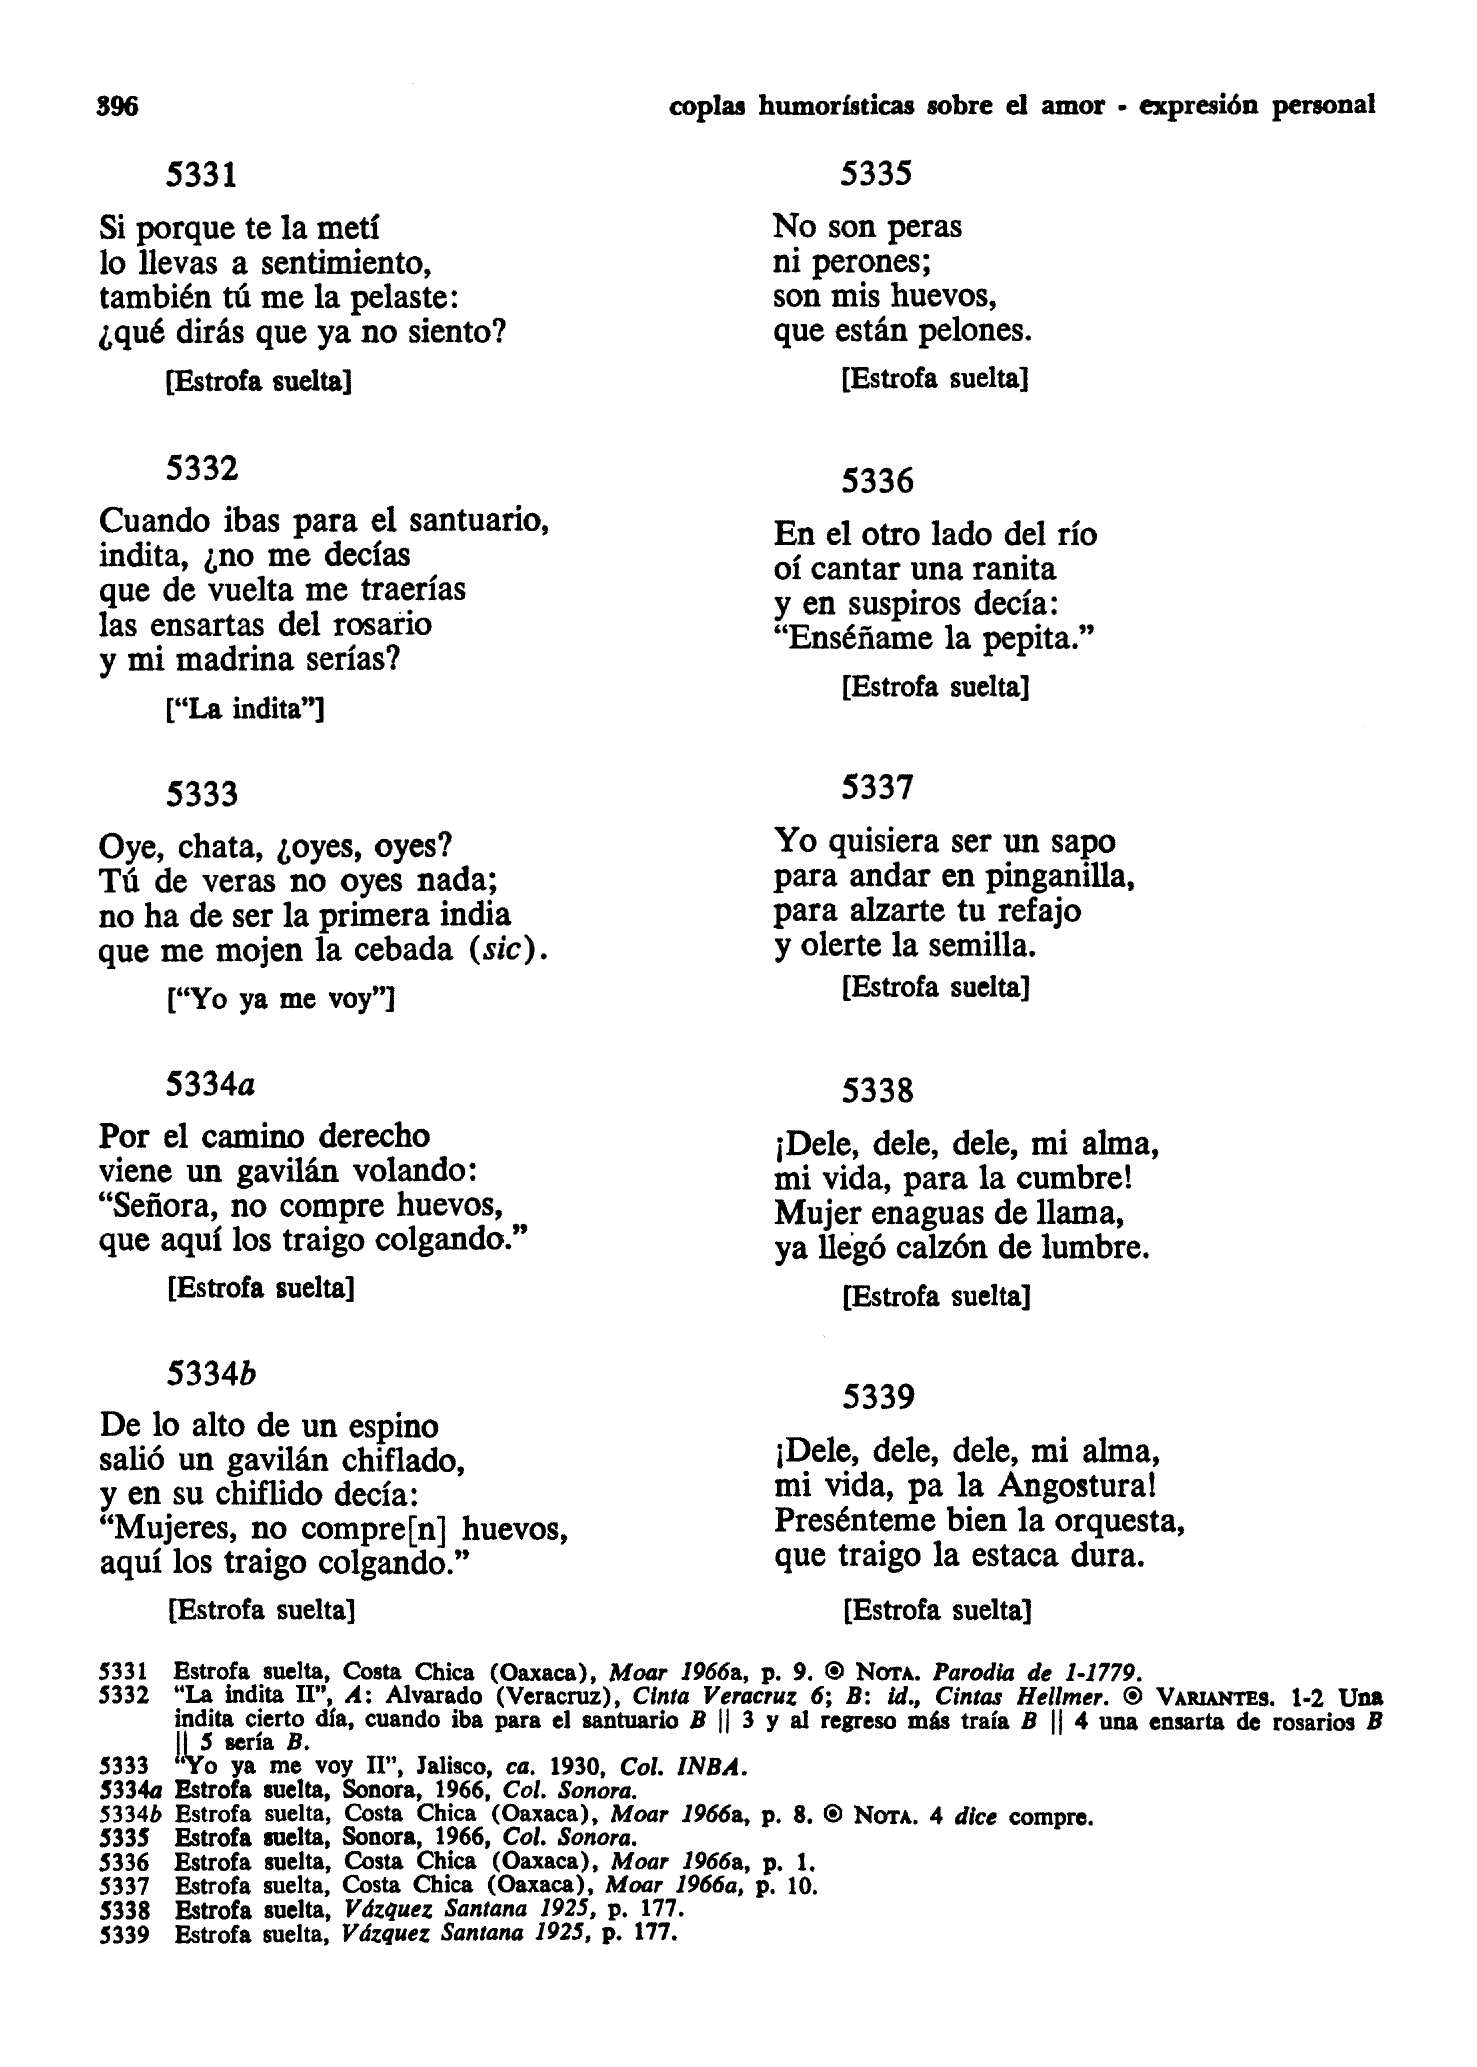 396
coplas humorísticas sobre el amor - expresión personal
5331
Si porque te la metí
lo llevas a sentimiento,
también tú me la pelaste:
¿qué dirás que ya no siento?
[Estrofa suelta]
5332
Cuando ibas para el santuario,
indita, ¿no me decías
que de vuelta me traerías
las ensartas del rosario
y mi madrina serías?
[“La indita”]
5333
Oye, chata, ¿oyes, oyes?
Tú de veras no oyes nada;
no ha de ser la primera india
que me mojen la cebada (sic).
[“Yo ya me voy”]
5334a
Por el camino derecho
viene un gavilán volando:
“Señora, no compre huevos,
que aquí los traigo colgando.”
[Estrofa suelta]
5334b
De lo alto de un espino
salió un gavilán chiflado,
y en su chiflido decía:
“Mujeres, no compre[n] huevos,
aquí los traigo colgando.”
[Estrofa suelta]
5335
No son peras
ni perones;
son mis huevos,
que están pelones.
[Estrofa suelta]
5336
En el otro lado del río
oí cantar una ranita
y en suspiros decía:
“Enséñame la pepita.”
[Estrofa suelta]
5337
Yo quisiera ser un sapo
para andar en pinganilla,
para alzarte tu refajo
y olerte la semilla.
[Estrofa suelta]
5338
¡Dele, dele, dele, mi alma,
mi vida, para la cumbre!
Mujer enaguas de llama,
ya llegó calzón de lumbre.
[Estrofa suelta]
5339
¡Dele, dele, dele, mi alma,
mi vida, pa la Angostura!
Presénteme bien la orquesta,
que traigo la estaca dura.
[Estrofa suelta]
5331 Estrofa suelta, Costa Chica (Oaxaca), Moar 1966a, p. 9. ⊙ NOTA. Parodia de 1-1779.
5332 “La indita II”, A: Alvarado (Veracruz), Cinta Veracruz 6; B: id., Cintas Hellmer. ⊙ VARIANTES. 1-2 Una
indita cierto día, cuando iba para el santuario B || 3 y al regreso más traía B || 4 una ensarta de rosarios B
|| 5 sería B.
5333 “Yo ya me voy II”, Jalisco, ca. 1930, Col. INBA.
5334a Estrofa suelta, Sonora, 1966, Col. Sonora.
5334b Estrofa suelta, Costa Chica (Oaxaca), Moar 1966a, p. 8. ⊙ NOTA. 4 dice compre.
5335 Estrofa suelta, Sonora, 1966, Col. Sonora.
5336 Estrofa suelta, Costa Chica (Oaxaca), Moar 1966a, p. 1.
5337 Estrofa suelta, Costa Chica (Oaxaca), Moar 1966a, p. 10.
5338 Estrofa suelta, Vázquez Santana 1925, p. 177.
5339 Estrofa suelta, Vázquez Santana 1925, p. 177.